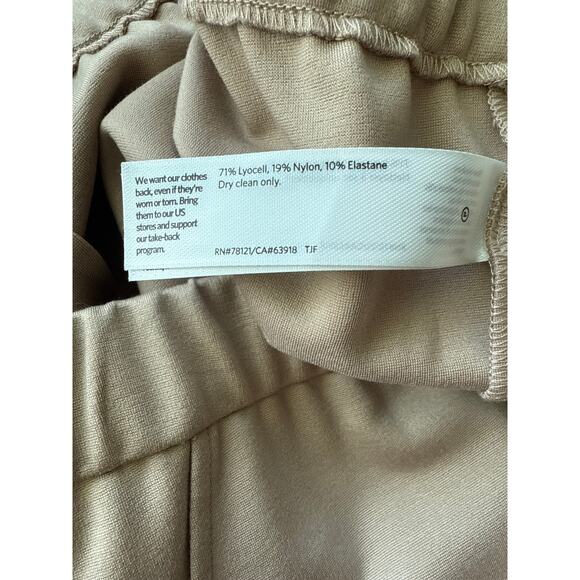 We want our clothes
back, even if they're
worn or torn. Bring
them to our US
stores and support
our take-back
program.
71% Lyocell, 19% Nylon, 10% Elastane
Dry clean only.
RN#78121/CA#63918 TJF